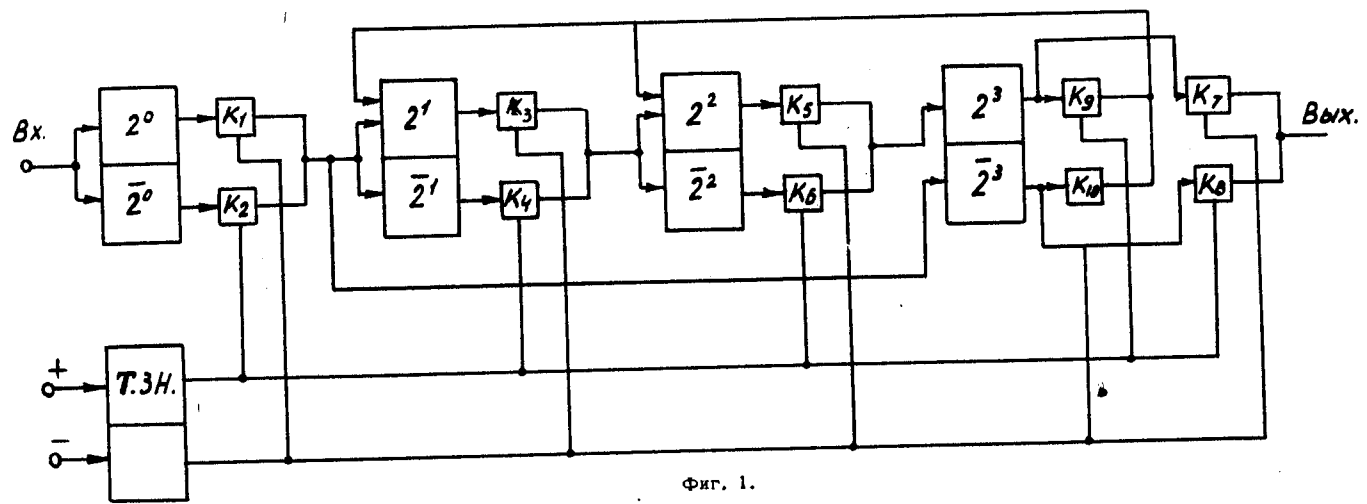 Вх.
2⁰
2̄⁰
K₁
K₂
2¹
2̄¹
K₃
K₄
2²
2̄²
K₅
K₆
2³
2̄³
K₉
K₁₀
K₇
K₈
Вых.
+
Т.ЗН.
−
Фиг. 1.